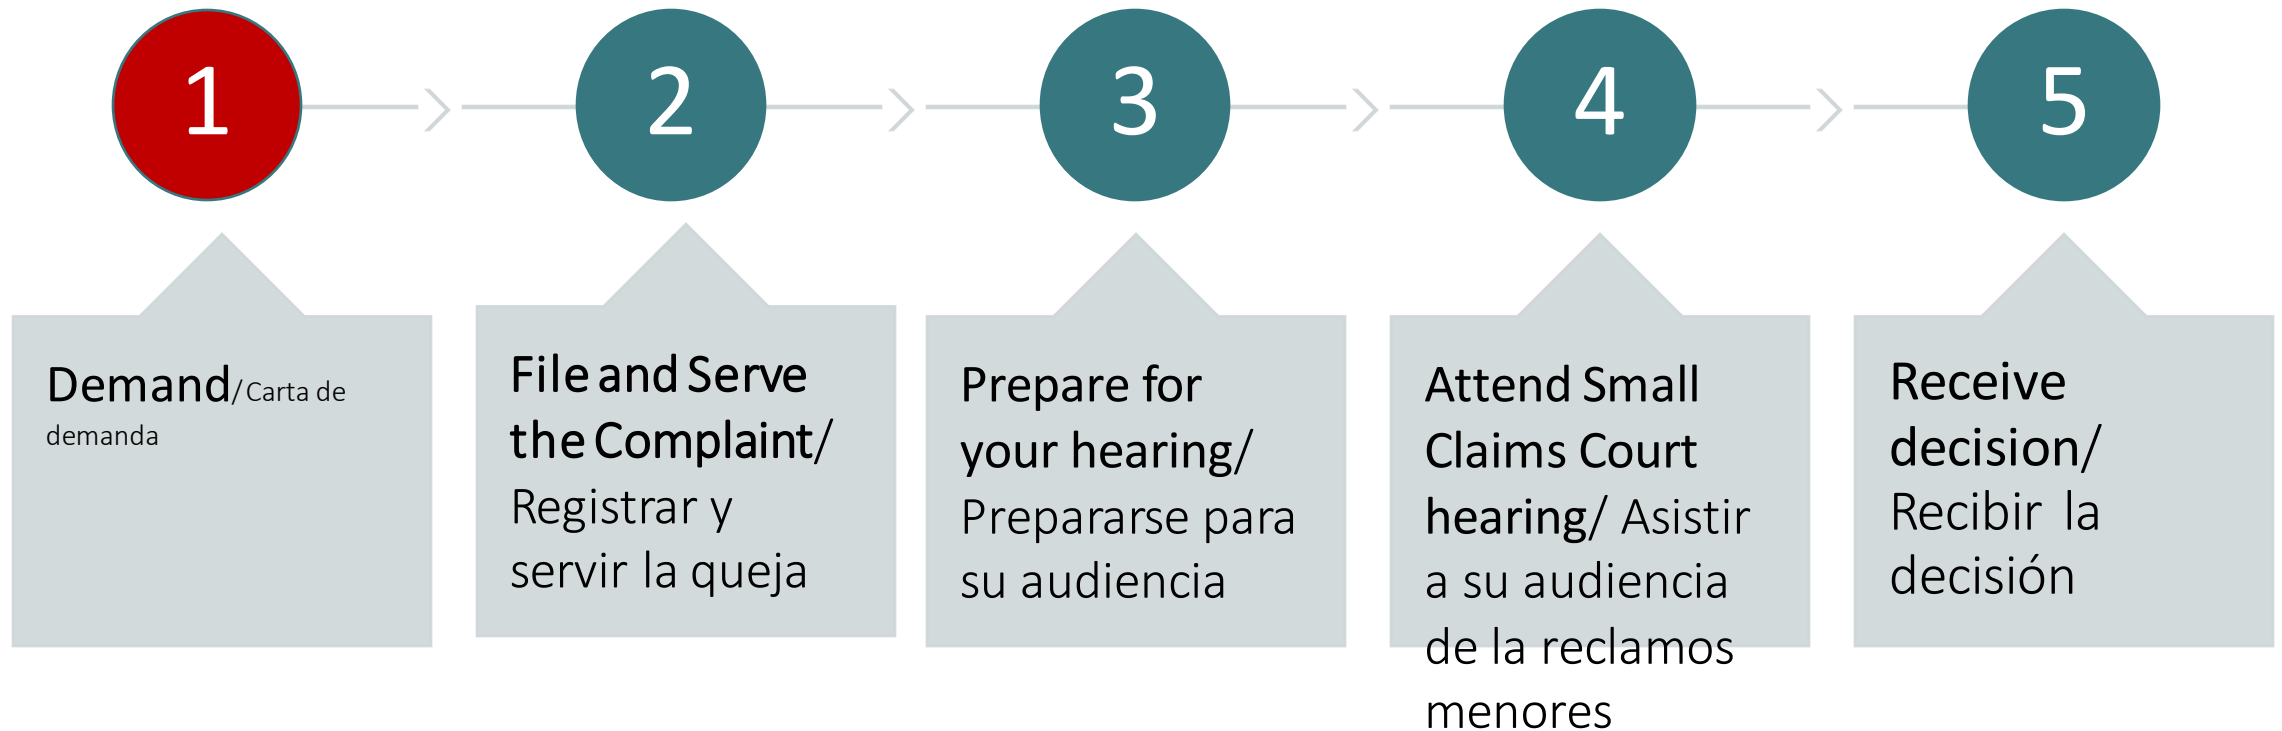 1
2
3
4
5
Demand/Carta de
demanda
File and Serve
the Complaint/
Registrar y
servir la queja
Prepare for
your hearing/
Prepararse para
su audiencia
Attend Small
Claims Court
hearing/ Asistir
a su audiencia
de la reclamos
menores
Receive
decision/
Recibir la
decisión